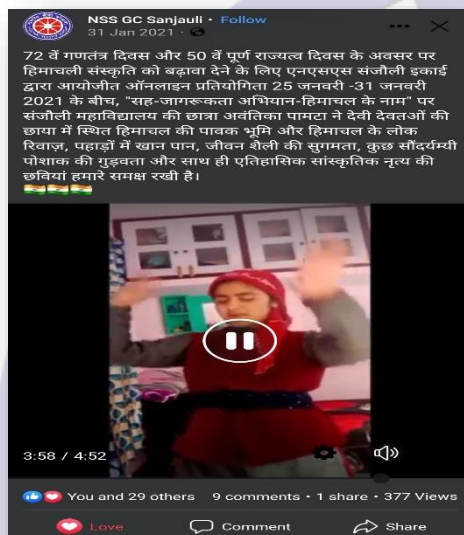 NSS GC Sanjauli • Follow
31 Jan 2021 •
72 वें गणतंत्र दिवस और 50 वें पूर्ण राज्यत्व दिवस के अवसर पर
हिमाचली संस्कृति को बढ़ावा देने के लिए एनएसएस संजौली इकाई
द्वारा आयोजीत ऑनलाइन प्रतियोगिता 25 जनवरी -31 जनवरी
2021 के बीच, "सह-जागरूकता अभियान-हिमाचल के नाम" पर
संजौली महाविद्यालय की छात्रा अवंतिका पामटा ने देवी देवतओं की
छाया में स्थित हिमाचल की पावक भूमि और हिमाचल के लोक
रिवाज़, पहाड़ों में खान पान, जीवन शैली की सुगमता, कुछ सौंदर्यम्यी
पोशाक की गुड़वता और साथ ही एतिहासिक सांस्कृतिक नृत्य की
छवियां हमारे समक्ष रखी है।
3:58 / 4:52
You and 29 others 9 comments • 1 share • 377 Views
Love Comment Share